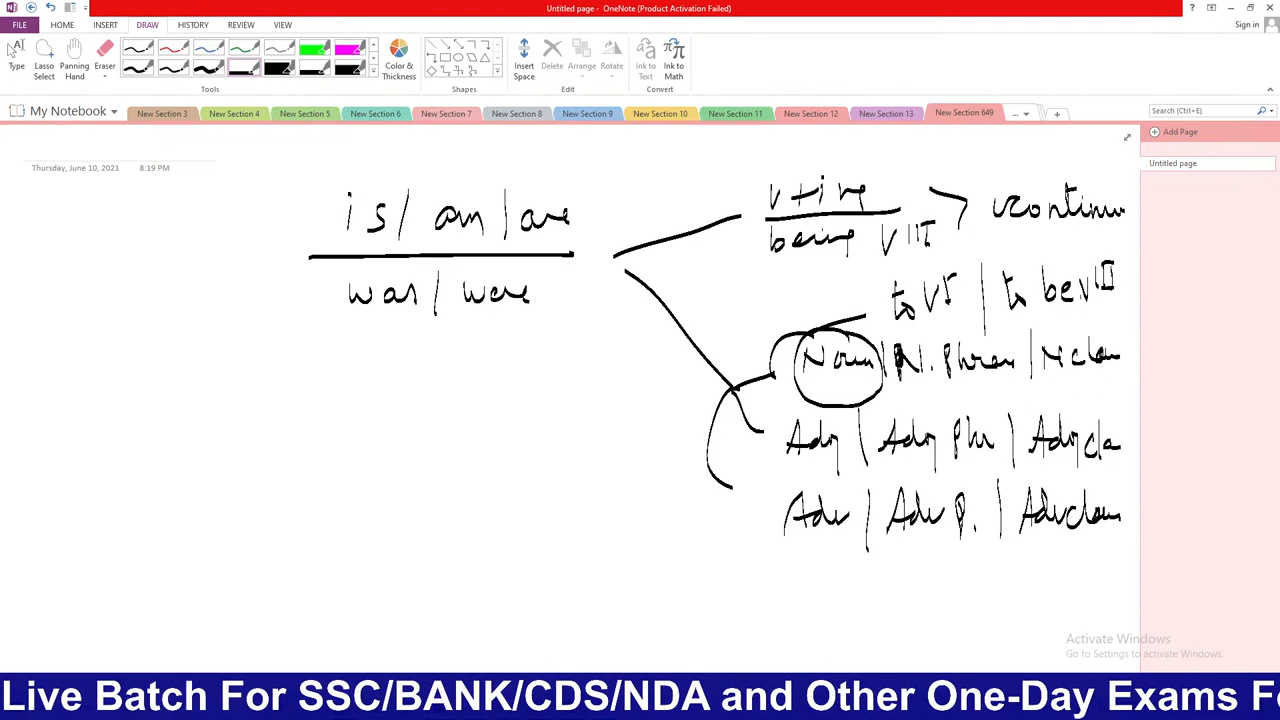 Untitled page - OneNote (Product Activation Failed)
FILE HOME INSERT DRAW HISTORY REVIEW VIEW
Sign in
Type Lasso Select Panning Hand Eraser
Color & Thickness
Insert Space Delete Arrange Rotate
Ink to Text Ink to Math
Tools Shapes Edit Convert
My Notebook New Section 3 New Section 4 New Section 5 New Section 6 New Section 7 New Section 8 New Section 9 New Section 10 New Section 11 New Section 12 New Section 13 New Section 649 ...
Search (Ctrl+E)
Add Page
Untitled page
Thursday, June 10, 2021 8:19 PM
is/ am/are
was/ were
v+ing
continu
being VIII
to VI | to be VIII
Noun | N. Phras | N clau
Adj | Adj phr | Adj cla
Adv | Adv P. | Adv clau
Activate Windows
Go to Settings to activate Windows.
Live Batch For SSC/BANK/CDS/NDA and Other One-Day Exams F